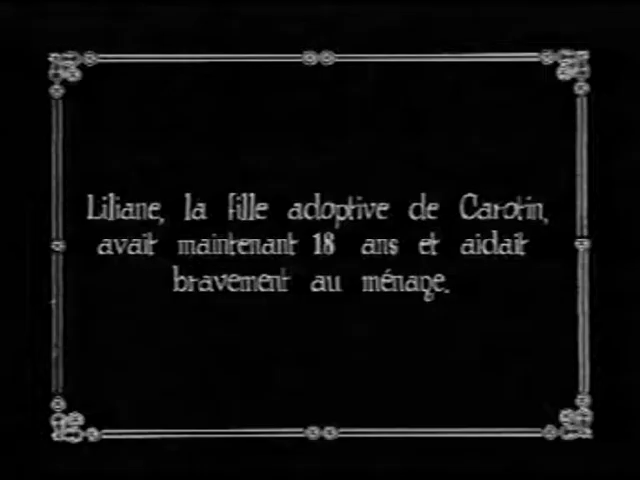 Liliane, la fille adoptive de Carotin,
avait maintenant 18 ans et aidait
bravement au ménage.